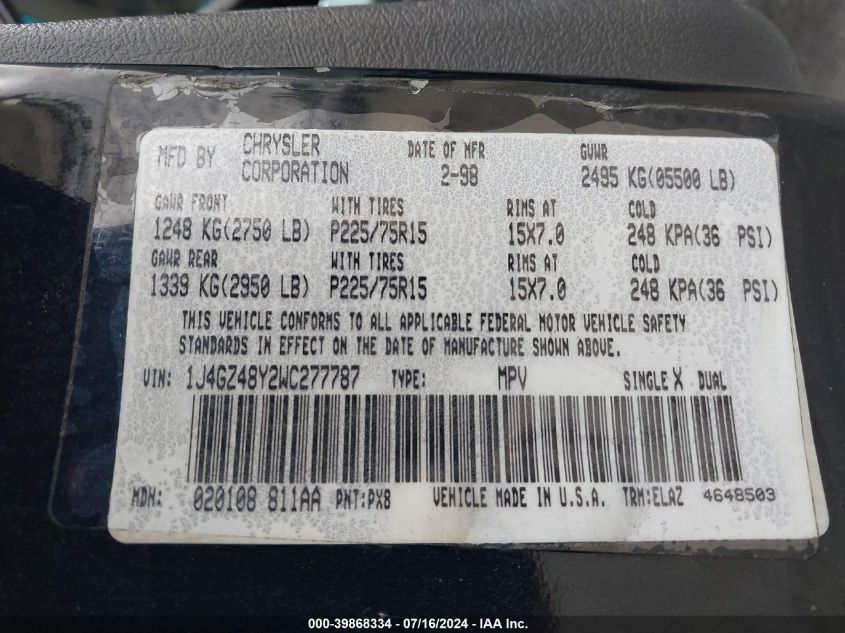 MFD BY CHRYSLER CORPORATION DATE OF MFR 2-98 GVWR 2495 KG(05500 LB)
GAWR FRONT WITH TIRES RIMS AT COLD
1248 KG(2750 LB) P225/75R15 15X7.0 248 KPA(36 PSI)
GAWR REAR WITH TIRES RIMS AT COLD
1339 KG(2950 LB) P225/75R15 15X7.0 248 KPA(36 PSI)
THIS VEHICLE CONFORMS TO ALL APPLICABLE FEDERAL MOTOR VEHICLE SAFETY
STANDARDS IN EFFECT ON THE DATE OF MANUFACTURE SHOWN ABOVE.
VIN: 1J4GZ48Y2WC277787 TYPE: MPV SINGLE X DUAL
MDH: 020108 811AA PNT:PX8 VEHICLE MADE IN U.S.A. TRM:ELAZ 4648503
000-39868334 - 07/16/2024 - IAA, Inc.